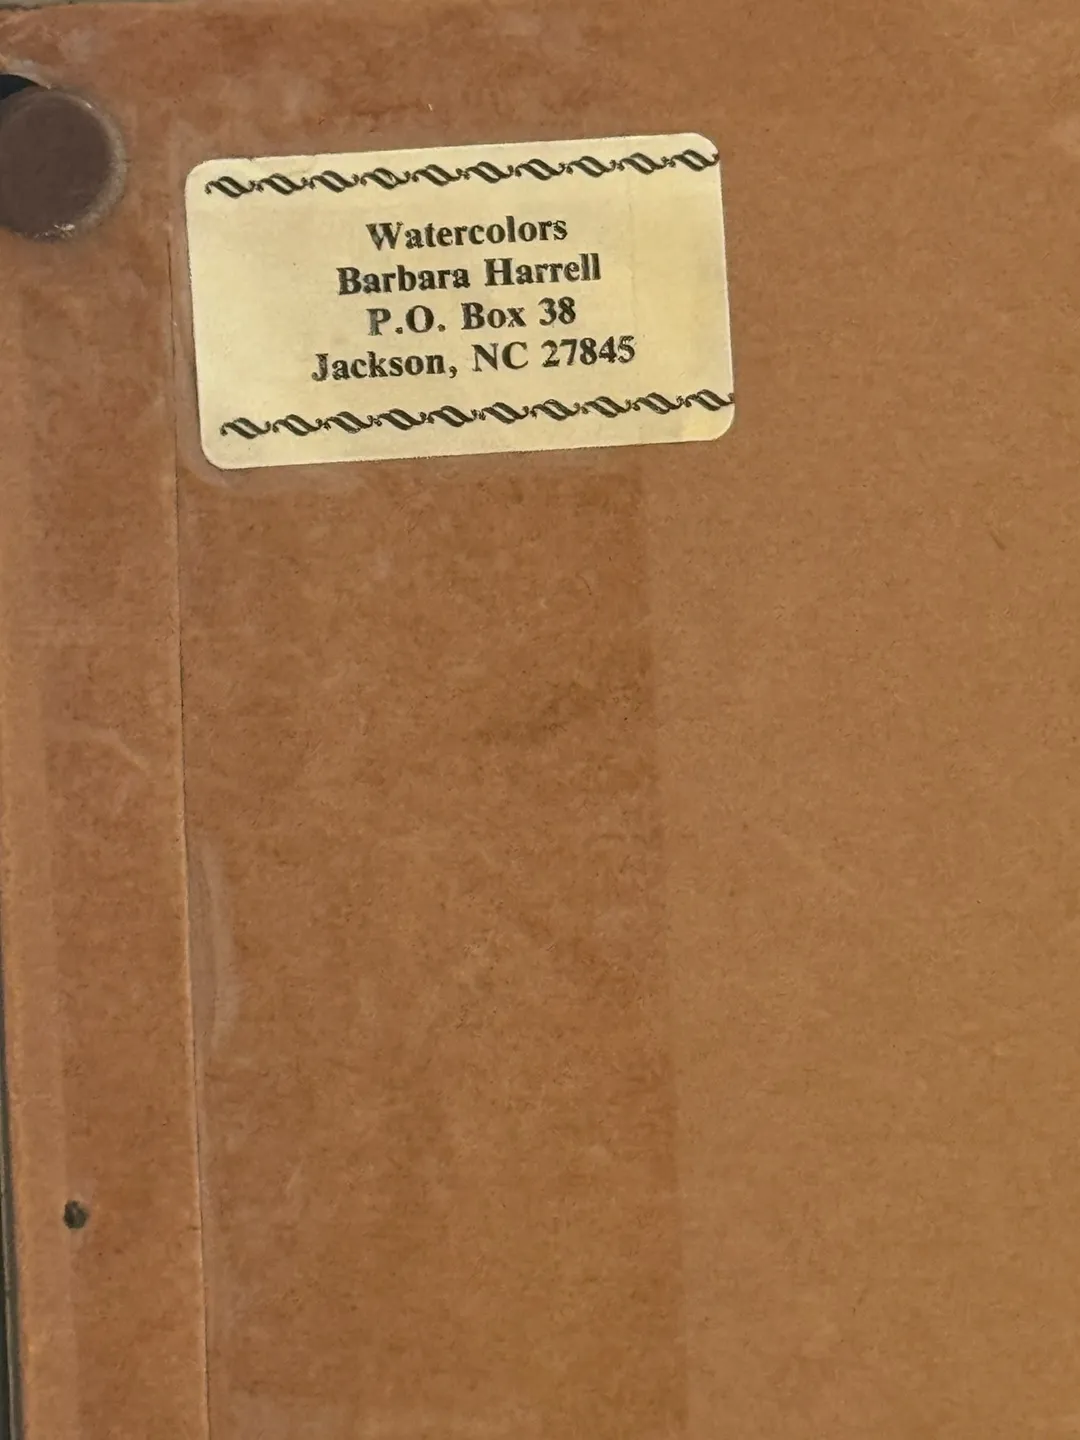 Watercolors
Barbara Harrell
P.O. Box 38
Jackson, NC 27845